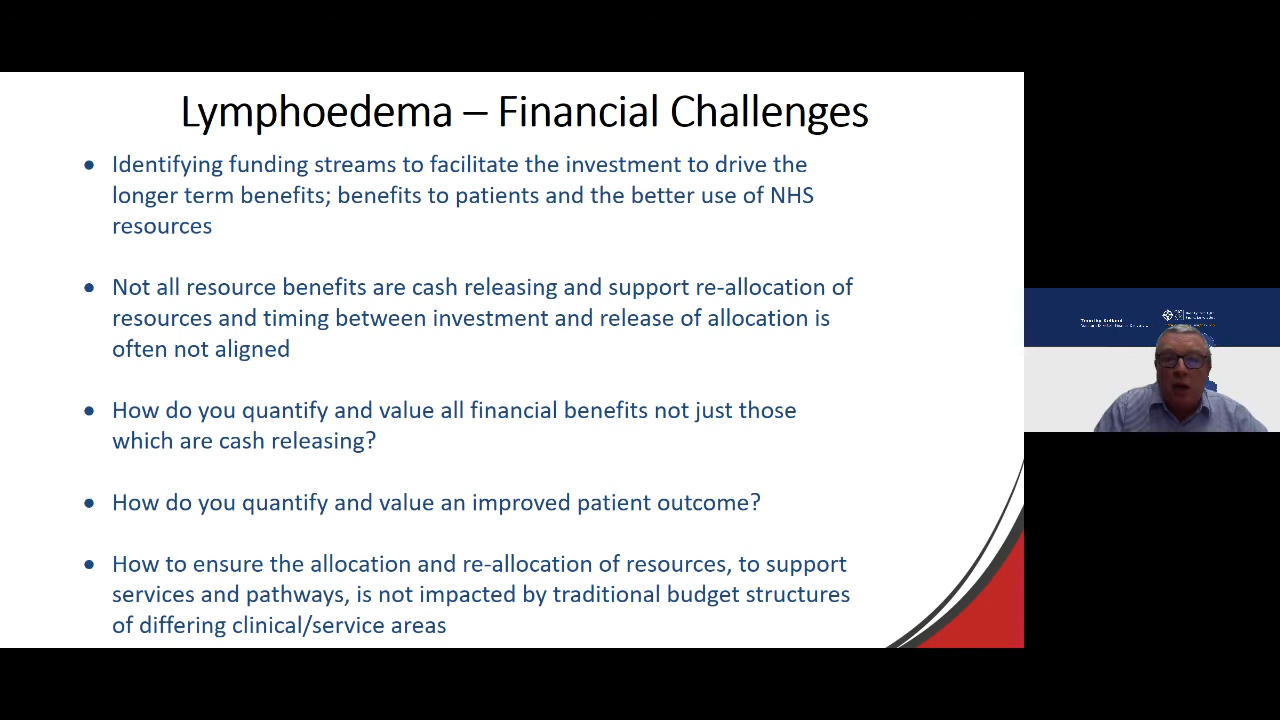 Lymphoedema – Financial Challenges
● Identifying funding streams to facilitate the investment to drive the
longer term benefits; benefits to patients and the better use of NHS
resources
● Not all resource benefits are cash releasing and support re-allocation of
resources and timing between investment and release of allocation is
often not aligned
● How do you quantify and value all financial benefits not just those
which are cash releasing?
● How do you quantify and value an improved patient outcome?
● How to ensure the allocation and re-allocation of resources, to support
services and pathways, is not impacted by traditional budget structures
of differing clinical/service areas